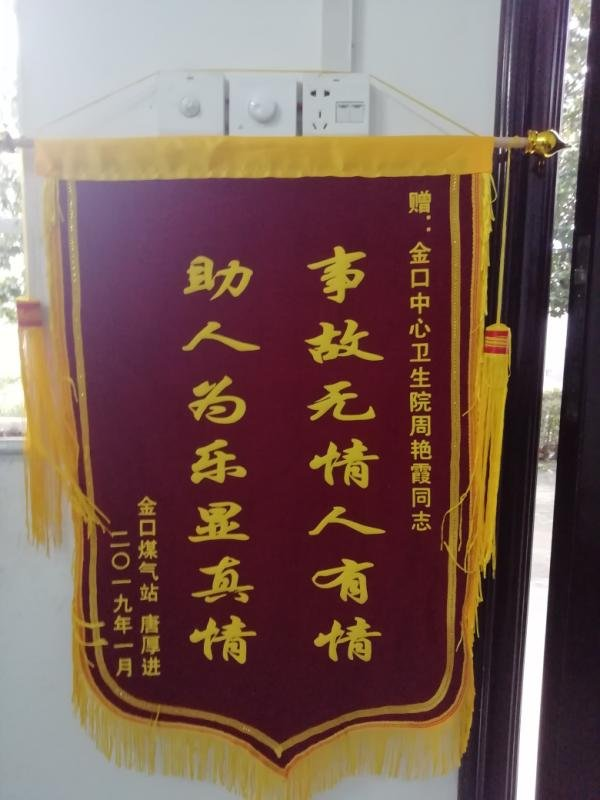 赠：金口中心卫生院周艳霞同志
事故无情人有情
助人为乐显真情
金口煤气站 唐厚进
二〇一九年一月